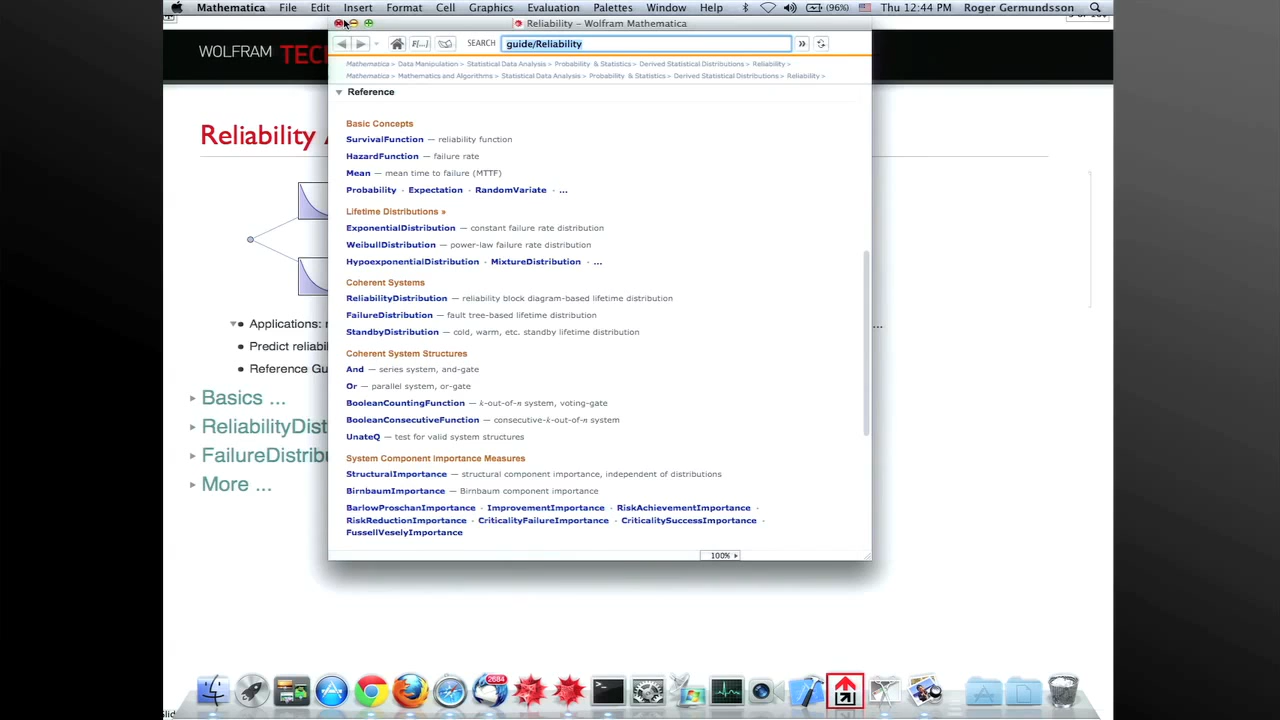 Mathematica File Edit Insert Format Cell Graphics Evaluation Palettes Window Help (96%) Thu 12:44 PM Roger Germundsson
Reliability – Wolfram Mathematica
WOLFRAM TEC
SEARCH guide/Reliability »
Mathematica > Data Manipulation > Statistical Data Analysis > Probability & Statistics > Derived Statistical Distributions > Reliability >
Mathematica > Mathematics and Algorithms > Statistical Data Analysis > Probability & Statistics > Derived Statistical Distributions > Reliability >
Reference
Basic Concepts
SurvivalFunction — reliability function
HazardFunction — failure rate
Mean — mean time to failure (MTTF)
Probability · Expectation · RandomVariate · ...
Lifetime Distributions »
ExponentialDistribution — constant failure rate distribution
WeibullDistribution — power-law failure rate distribution
HypoexponentialDistribution · MixtureDistribution · ...
Coherent Systems
ReliabilityDistribution — reliability block diagram-based lifetime distribution
FailureDistribution — fault tree-based lifetime distribution
StandbyDistribution — cold, warm, etc. standby lifetime distribution
Coherent System Structures
And — series system, and-gate
Or — parallel system, or-gate
BooleanCountingFunction — k-out-of-n system, voting-gate
BooleanConsecutiveFunction — consecutive-k-out-of-n system
UnateQ — test for valid system structures
System Component Importance Measures
StructuralImportance — structural component importance, independent of distributions
BirnbaumImportance — Birnbaum component importance
BarlowProschanImportance · ImprovementImportance · RiskAchievementImportance ·
RiskReductionImportance · CriticalityFailureImportance · CriticalitySuccessImportance ·
FussellVeselyImportance
100%
Reliability
• Applications:
...
• Predict reliabi
• Reference Gu
Basics ...
ReliabilityDist
FailureDistribu
More ...
2684